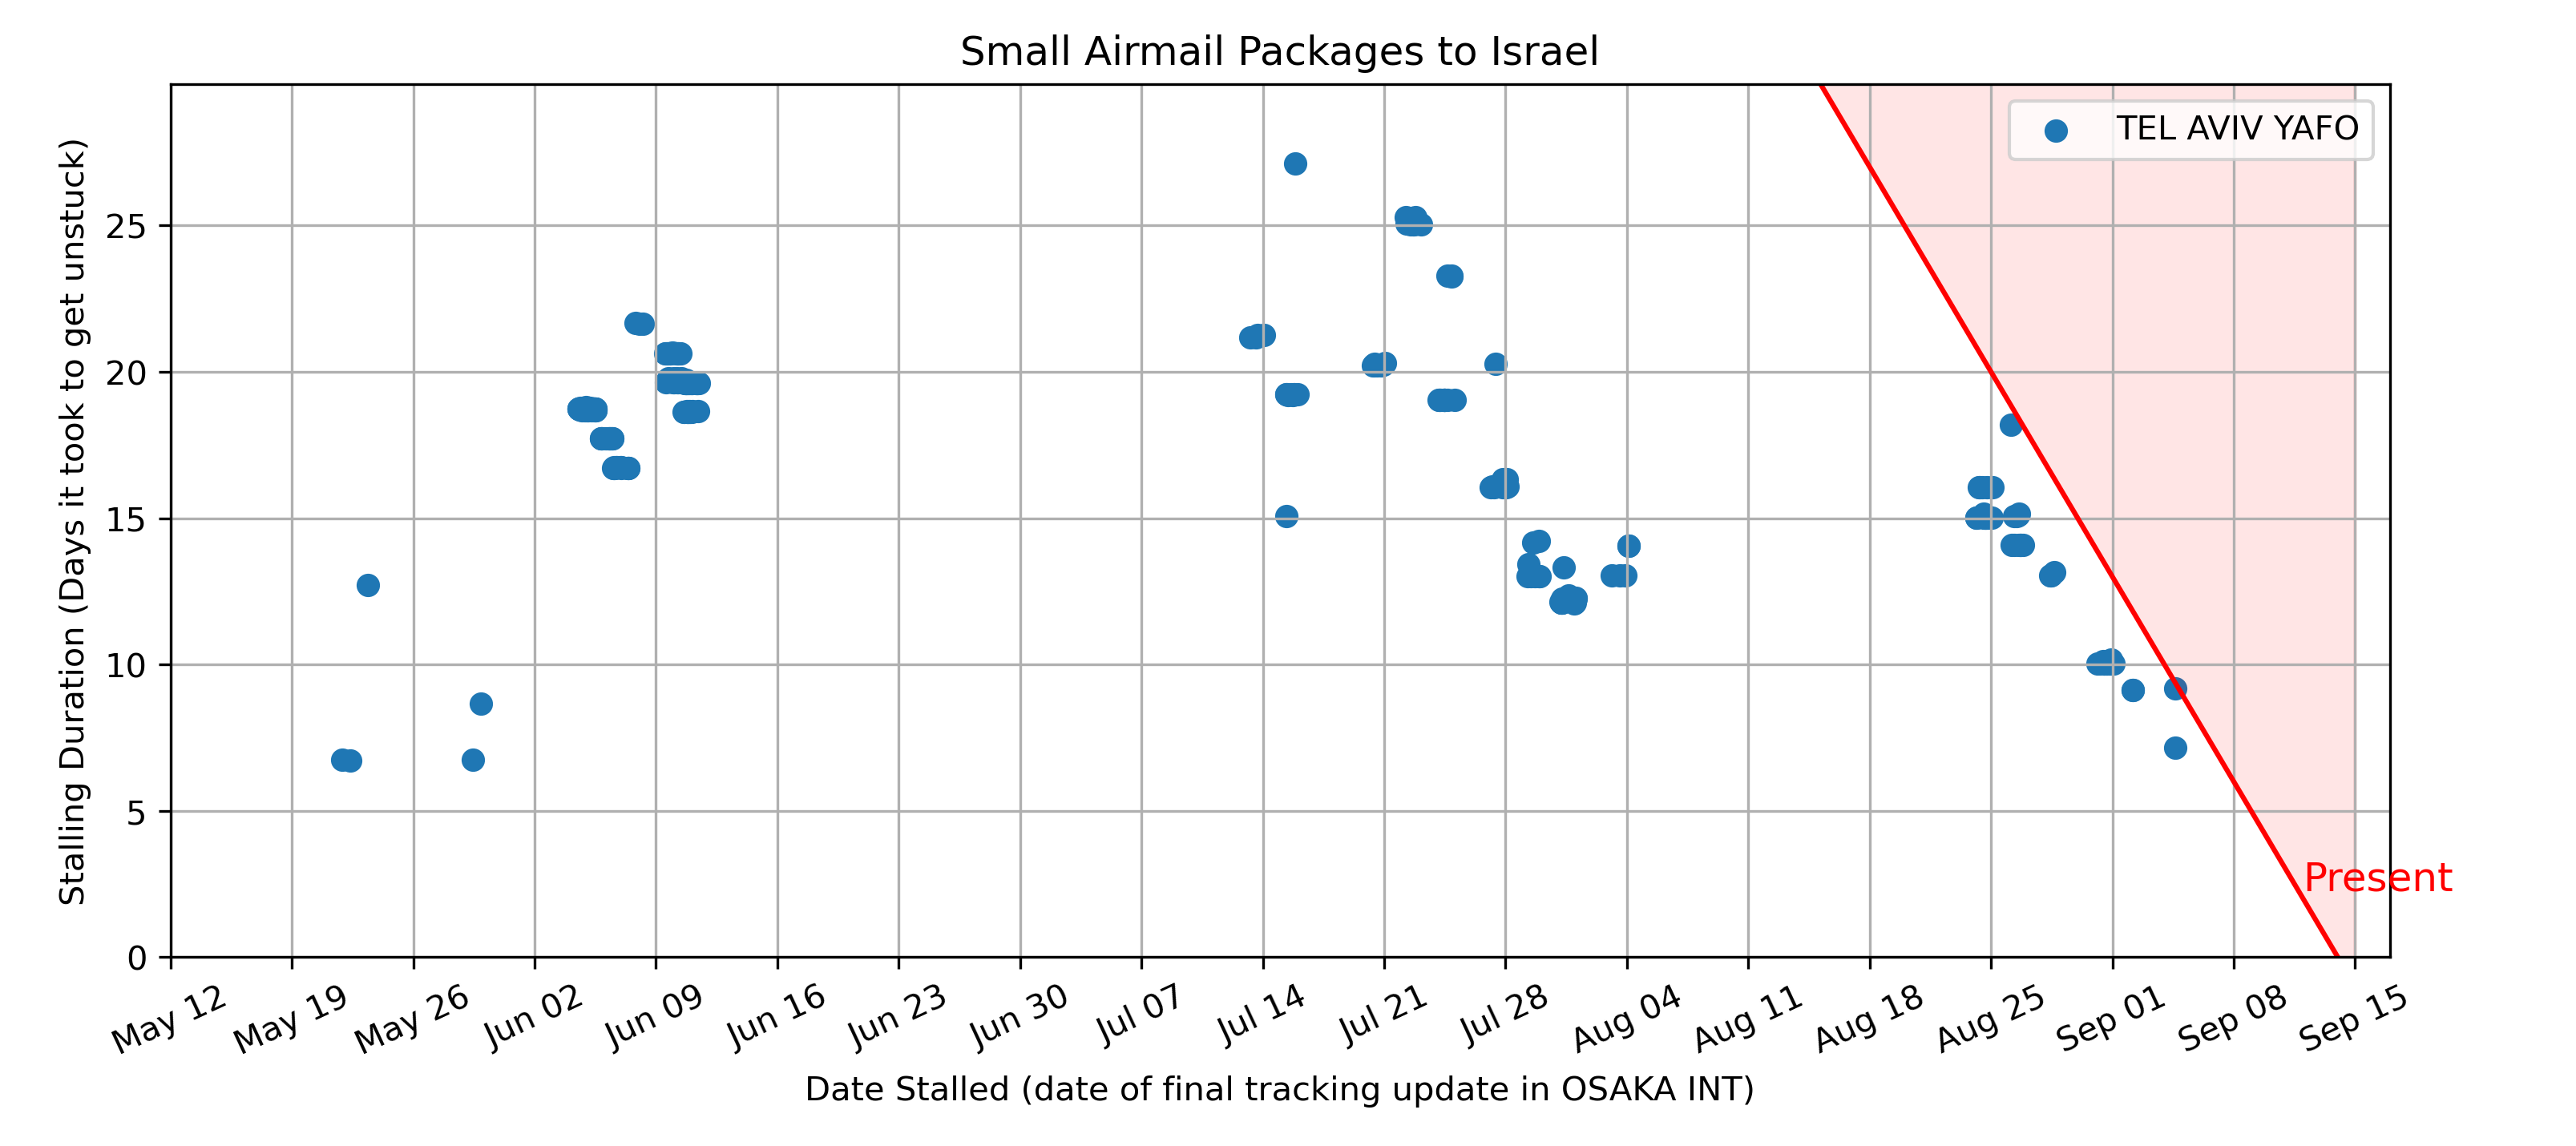 Small Airmail Packages to Israel
TEL AVIV YAFO
Stalling Duration (Days it took to get unstuck)
25
20
15
10
5
0
Present
May 12
May 19
May 26
Jun 02
Jun 09
Jun 16
Jun 23
Jun 30
Jul 07
Jul 14
Jul 21
Jul 28
Aug 04
Aug 11
Aug 18
Aug 25
Sep 01
Sep 08
Sep 15
Date Stalled (date of final tracking update in OSAKA INT)